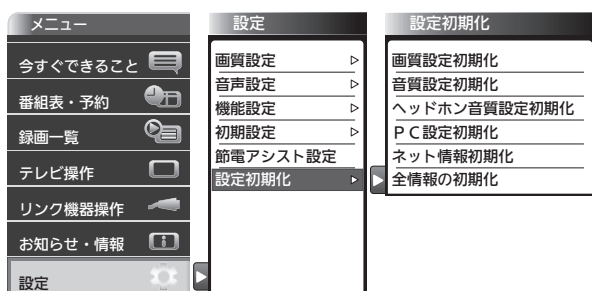 メニュー
今すぐできること
番組表・予約
録画一覧
テレビ操作
リンク機器操作
お知らせ・情報
設定
設定
画質設定
音声設定
機能設定
初期設定
節電アシスト設定
設定初期化
設定初期化
画質設定初期化
音質設定初期化
ヘッドホン音質設定初期化
ＰＣ設定初期化
ネット情報初期化
全情報の初期化